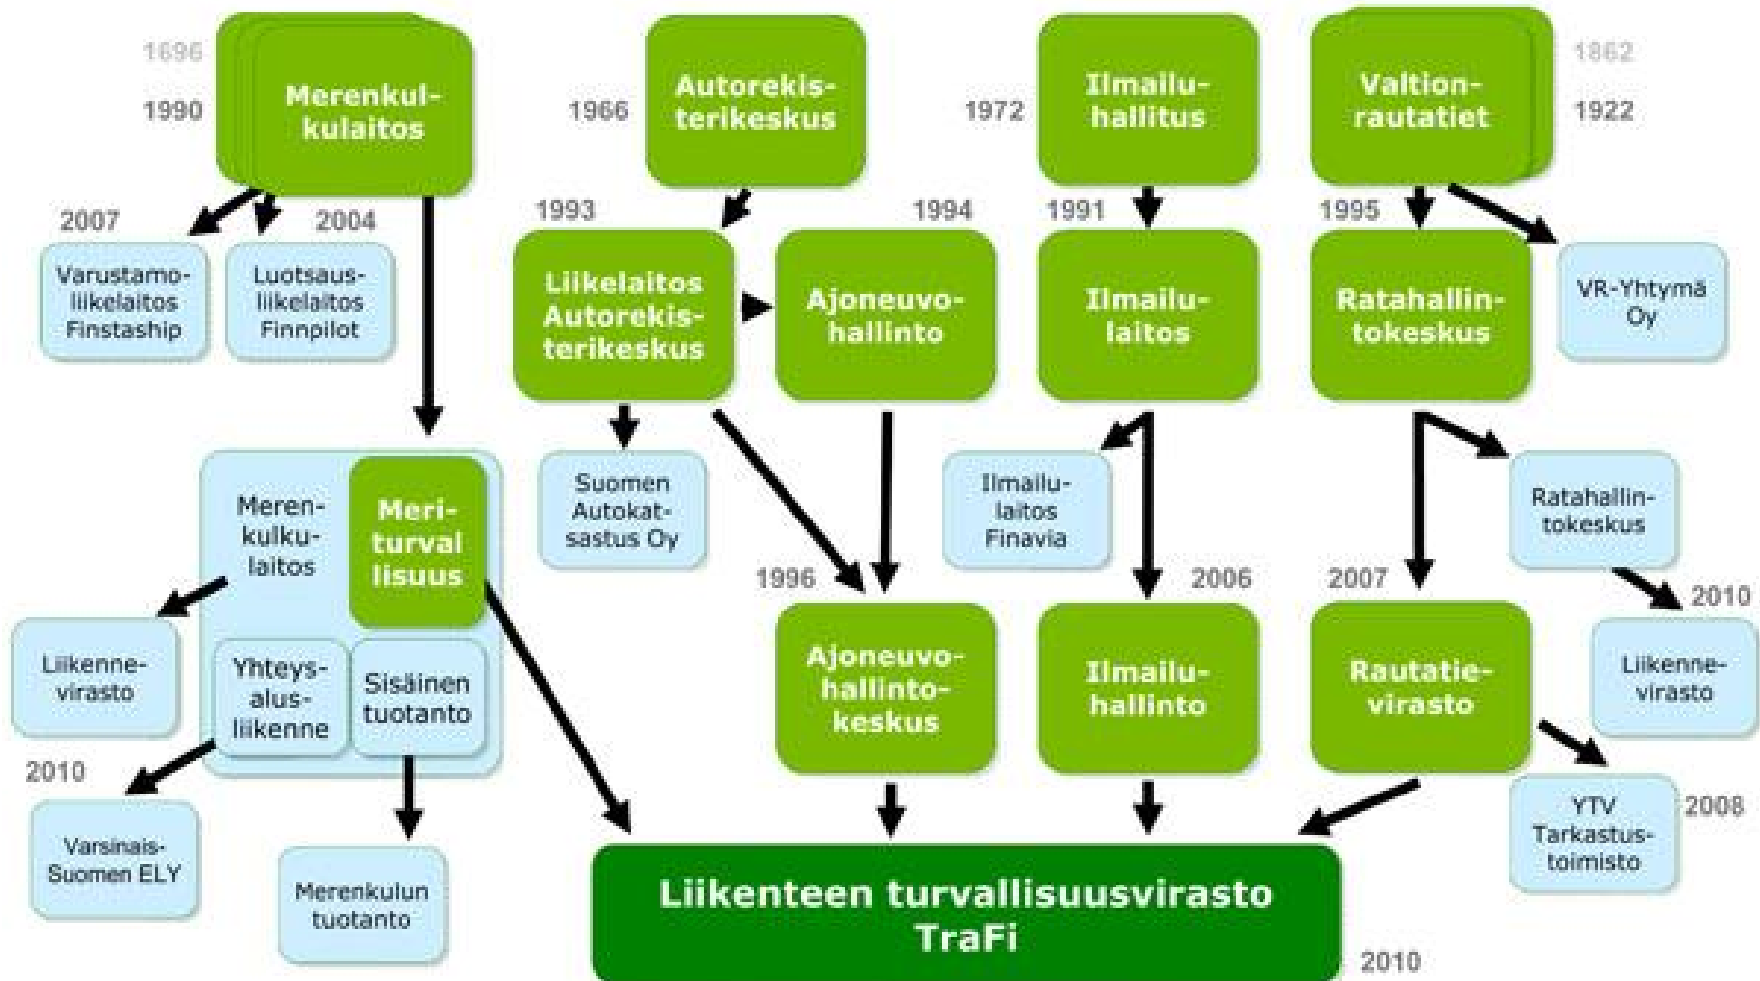 1696
1990
Merenkul-
kulaitos
1966
Autorekis-
terikeskus
1972
Ilmailu-
hallitus
Valtion-
rautatiet
1862
1922
2007
2004
1993
1994
1991
1995
Varustamo-
liikelaitos
Finstaship
Luotsaus-
liikelaitos
Finnpilot
Liikelaitos
Autorekis-
terikeskus
Ajoneuvo-
hallinto
Ilmailu-
laitos
Ratahallin-
tokeskus
VR-Yhtymä
Oy
Meren-
kulku-
laitos
Meri-
turval
lisuus
Suomen
Autokat-
sastus Oy
Ilmailu-
laitos
Finavia
Ratahallin-
tokeskus
1996
2006
2007
2010
Liikenne-
virasto
Yhteys-
alus-
liikenne
Sisäinen
tuotanto
Ajoneuvo-
hallinto-
keskus
Ilmailu-
hallinto
Rautatie-
virasto
Liikenne-
virasto
2010
Varsinais-
Suomen ELY
Merenkulun
tuotanto
YTV
Tarkastus-
toimisto
2008
Liikenteen turvallisuusvirasto
TraFi
2010